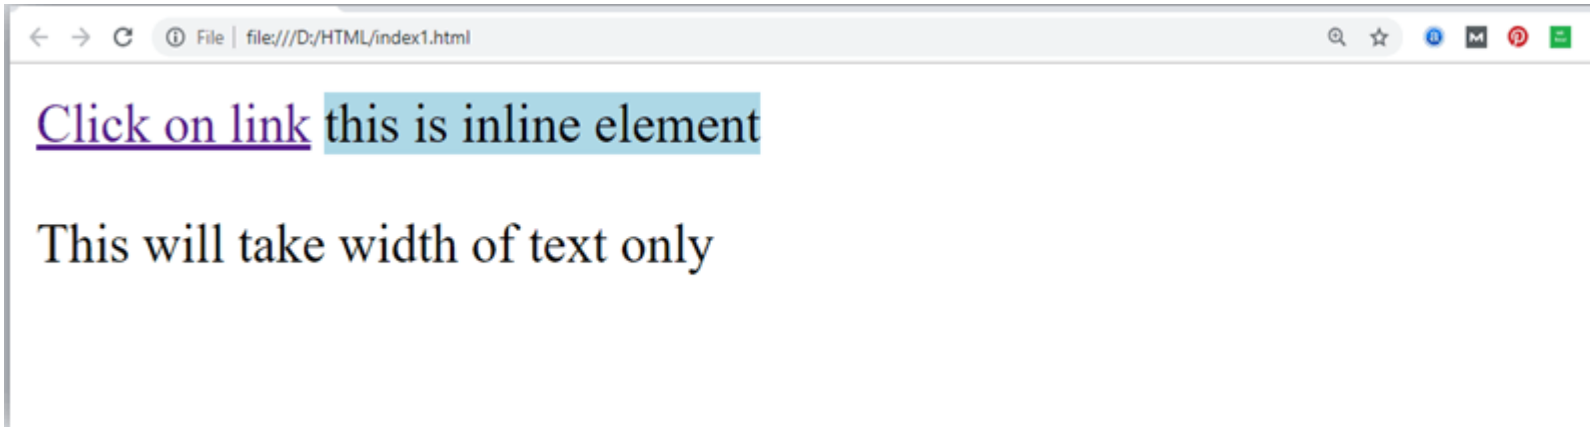 File | file:///D:/HTML/index1.html
Click on link this is inline element
This will take width of text only